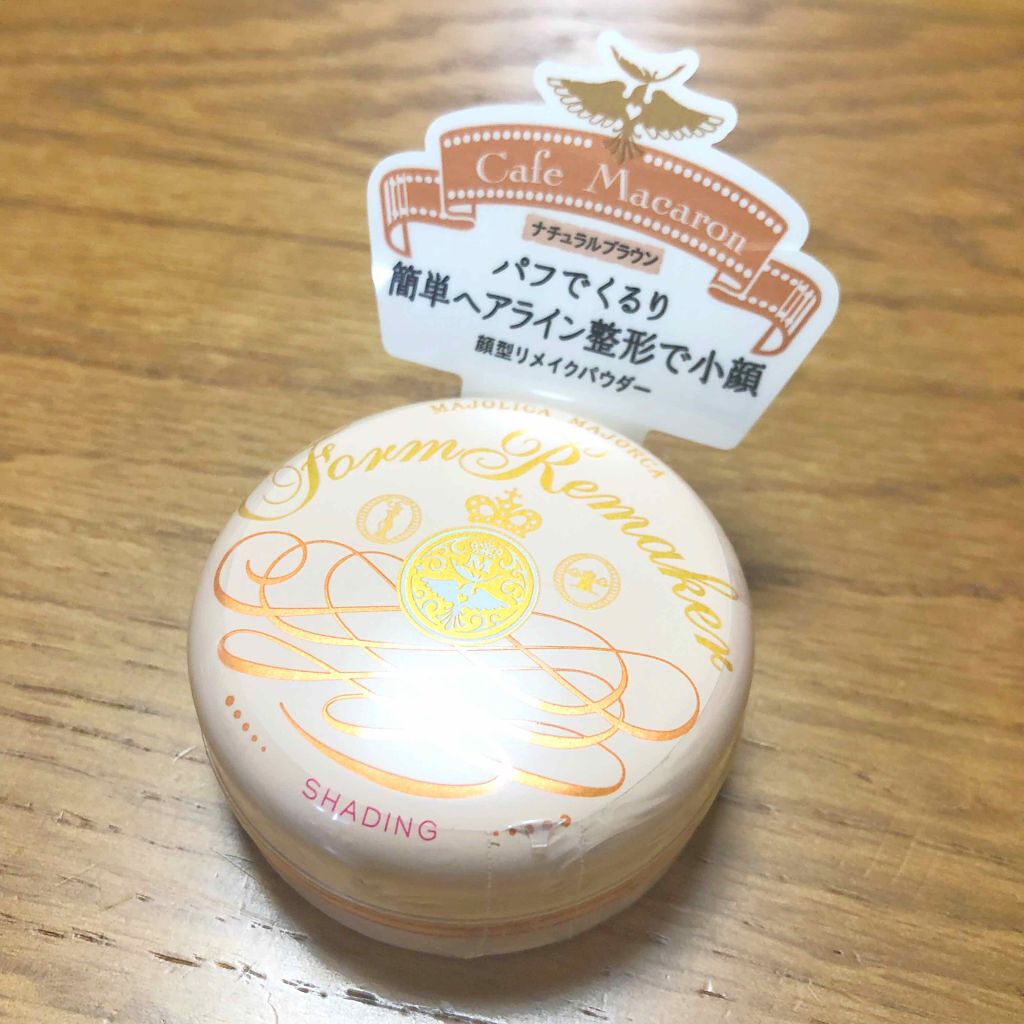 Cafe Macaron
ナチュラルブラウン
パフでくるり
簡単ヘアライン整形で小顔
顔型リメイクパウダー
MAJOLICA MAJORCA
Form Remaker
M
SHADING